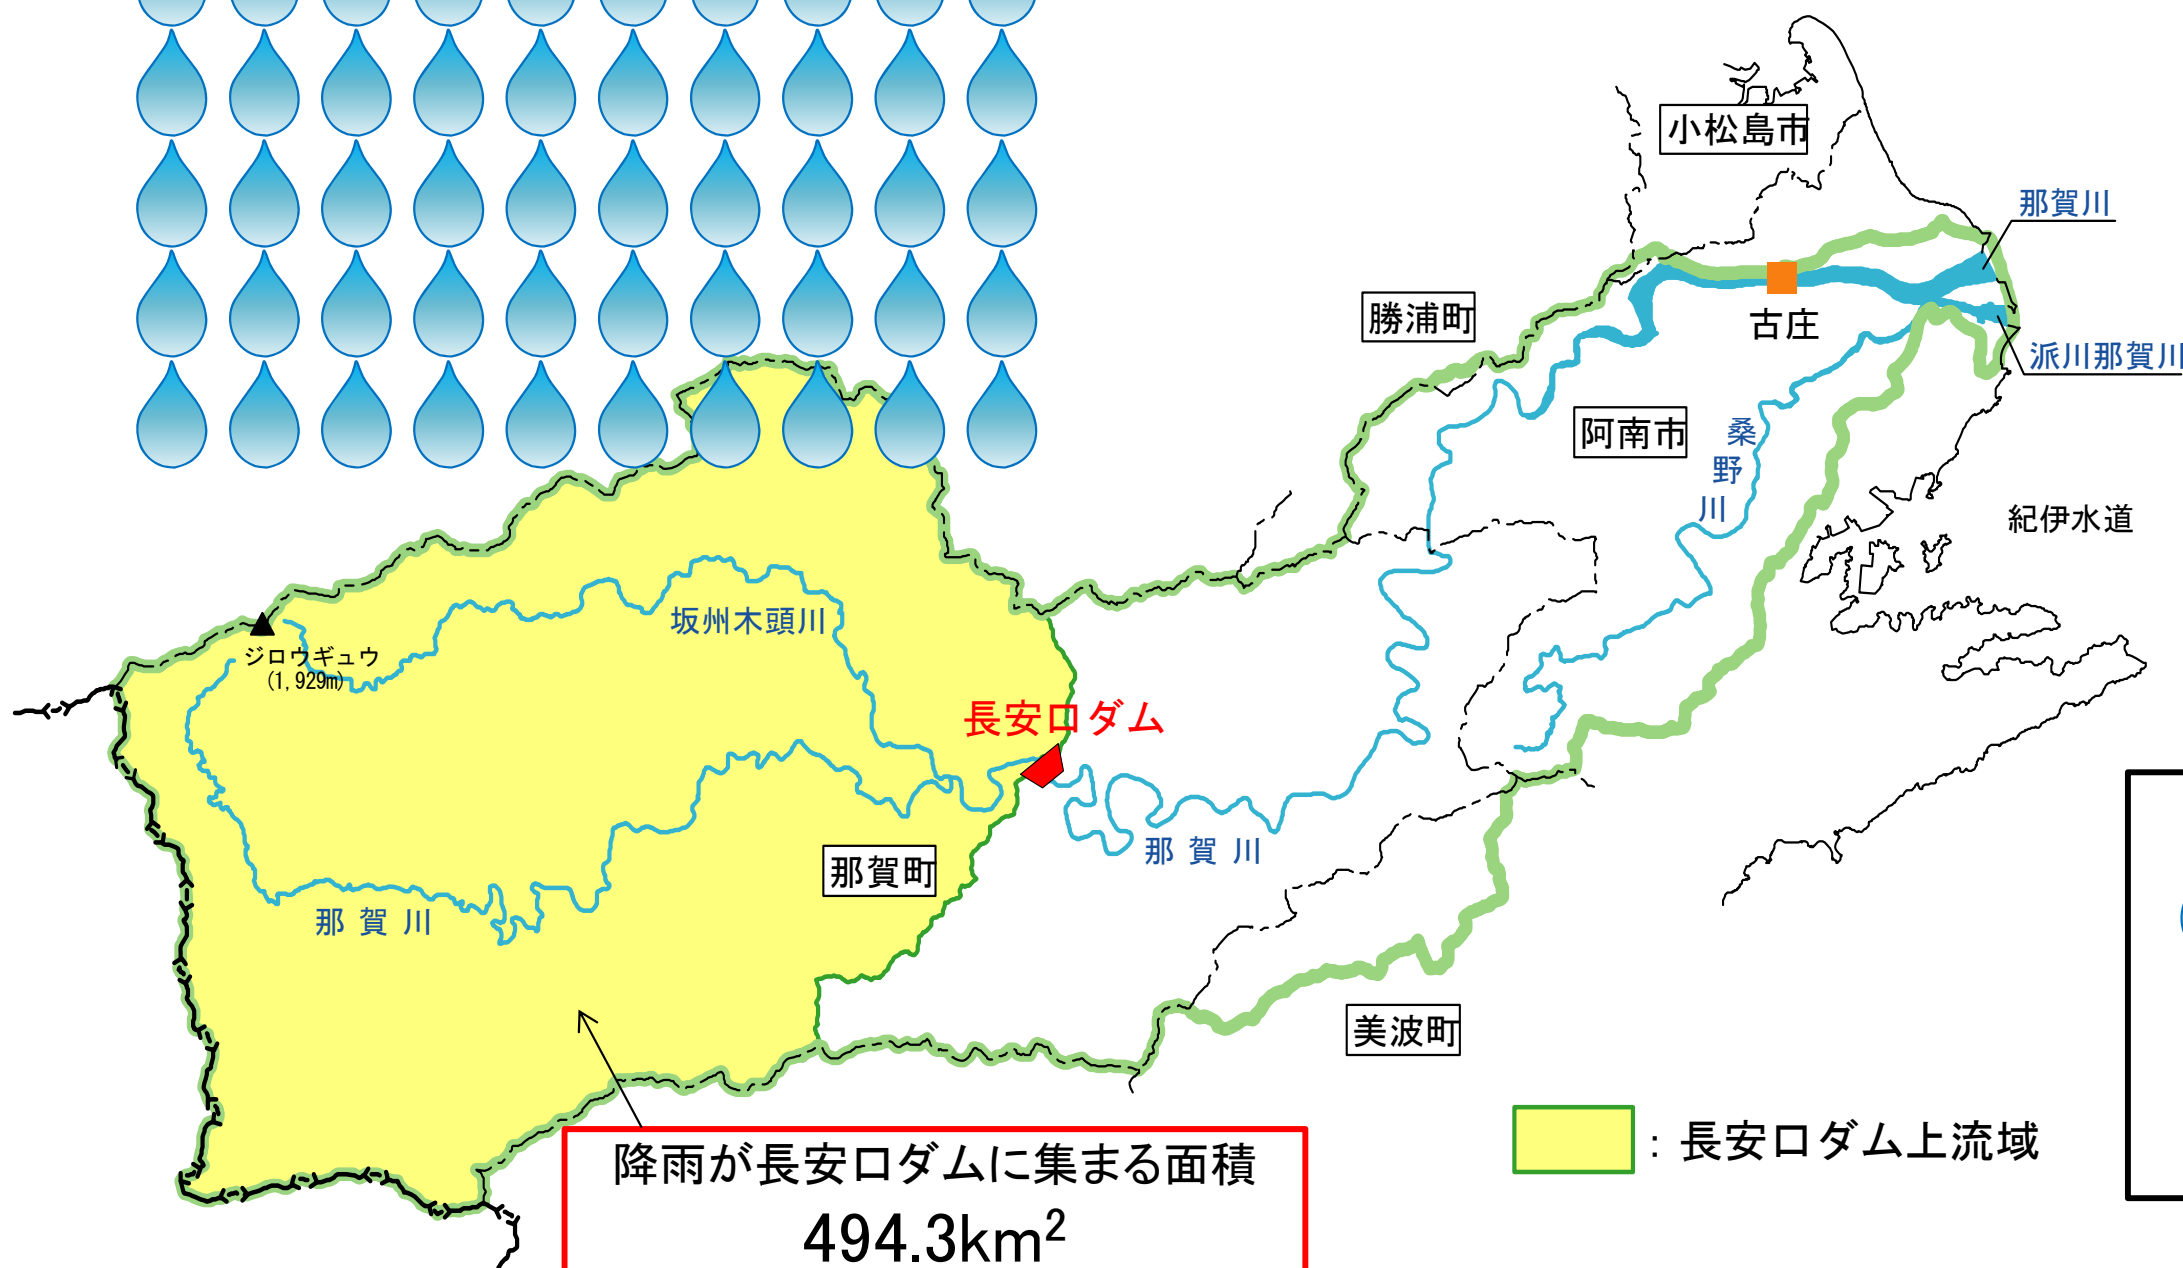 小松島市
那賀川
勝浦町
古庄
派川那賀川
阿南市
桑野川
紀伊水道
坂州木頭川
ジロウギュウ
(1,929m)
長安口ダム
那賀川
那賀町
那賀川
美波町
：長安口ダム上流域
降雨が長安口ダムに集まる面積
494.3km²